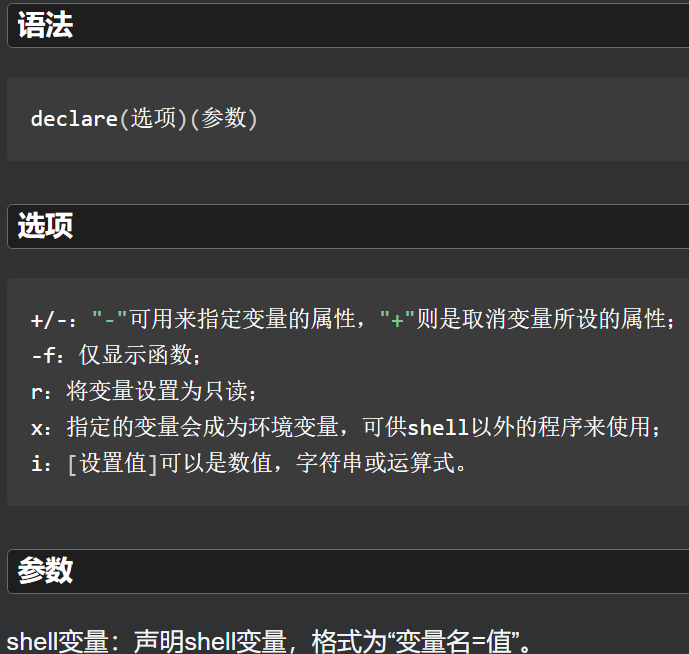 语法
declare(选项)(参数)
选项
+/-："-"可用来指定变量的属性，"+"则是取消变量所设的属性；
-f：仅显示函数；
r：将变量设置为只读；
x：指定的变量会成为环境变量，可供shell以外的程序来使用；
i：[设置值]可以是数值，字符串或运算式。
参数
shell变量：声明shell变量，格式为“变量名=值”。